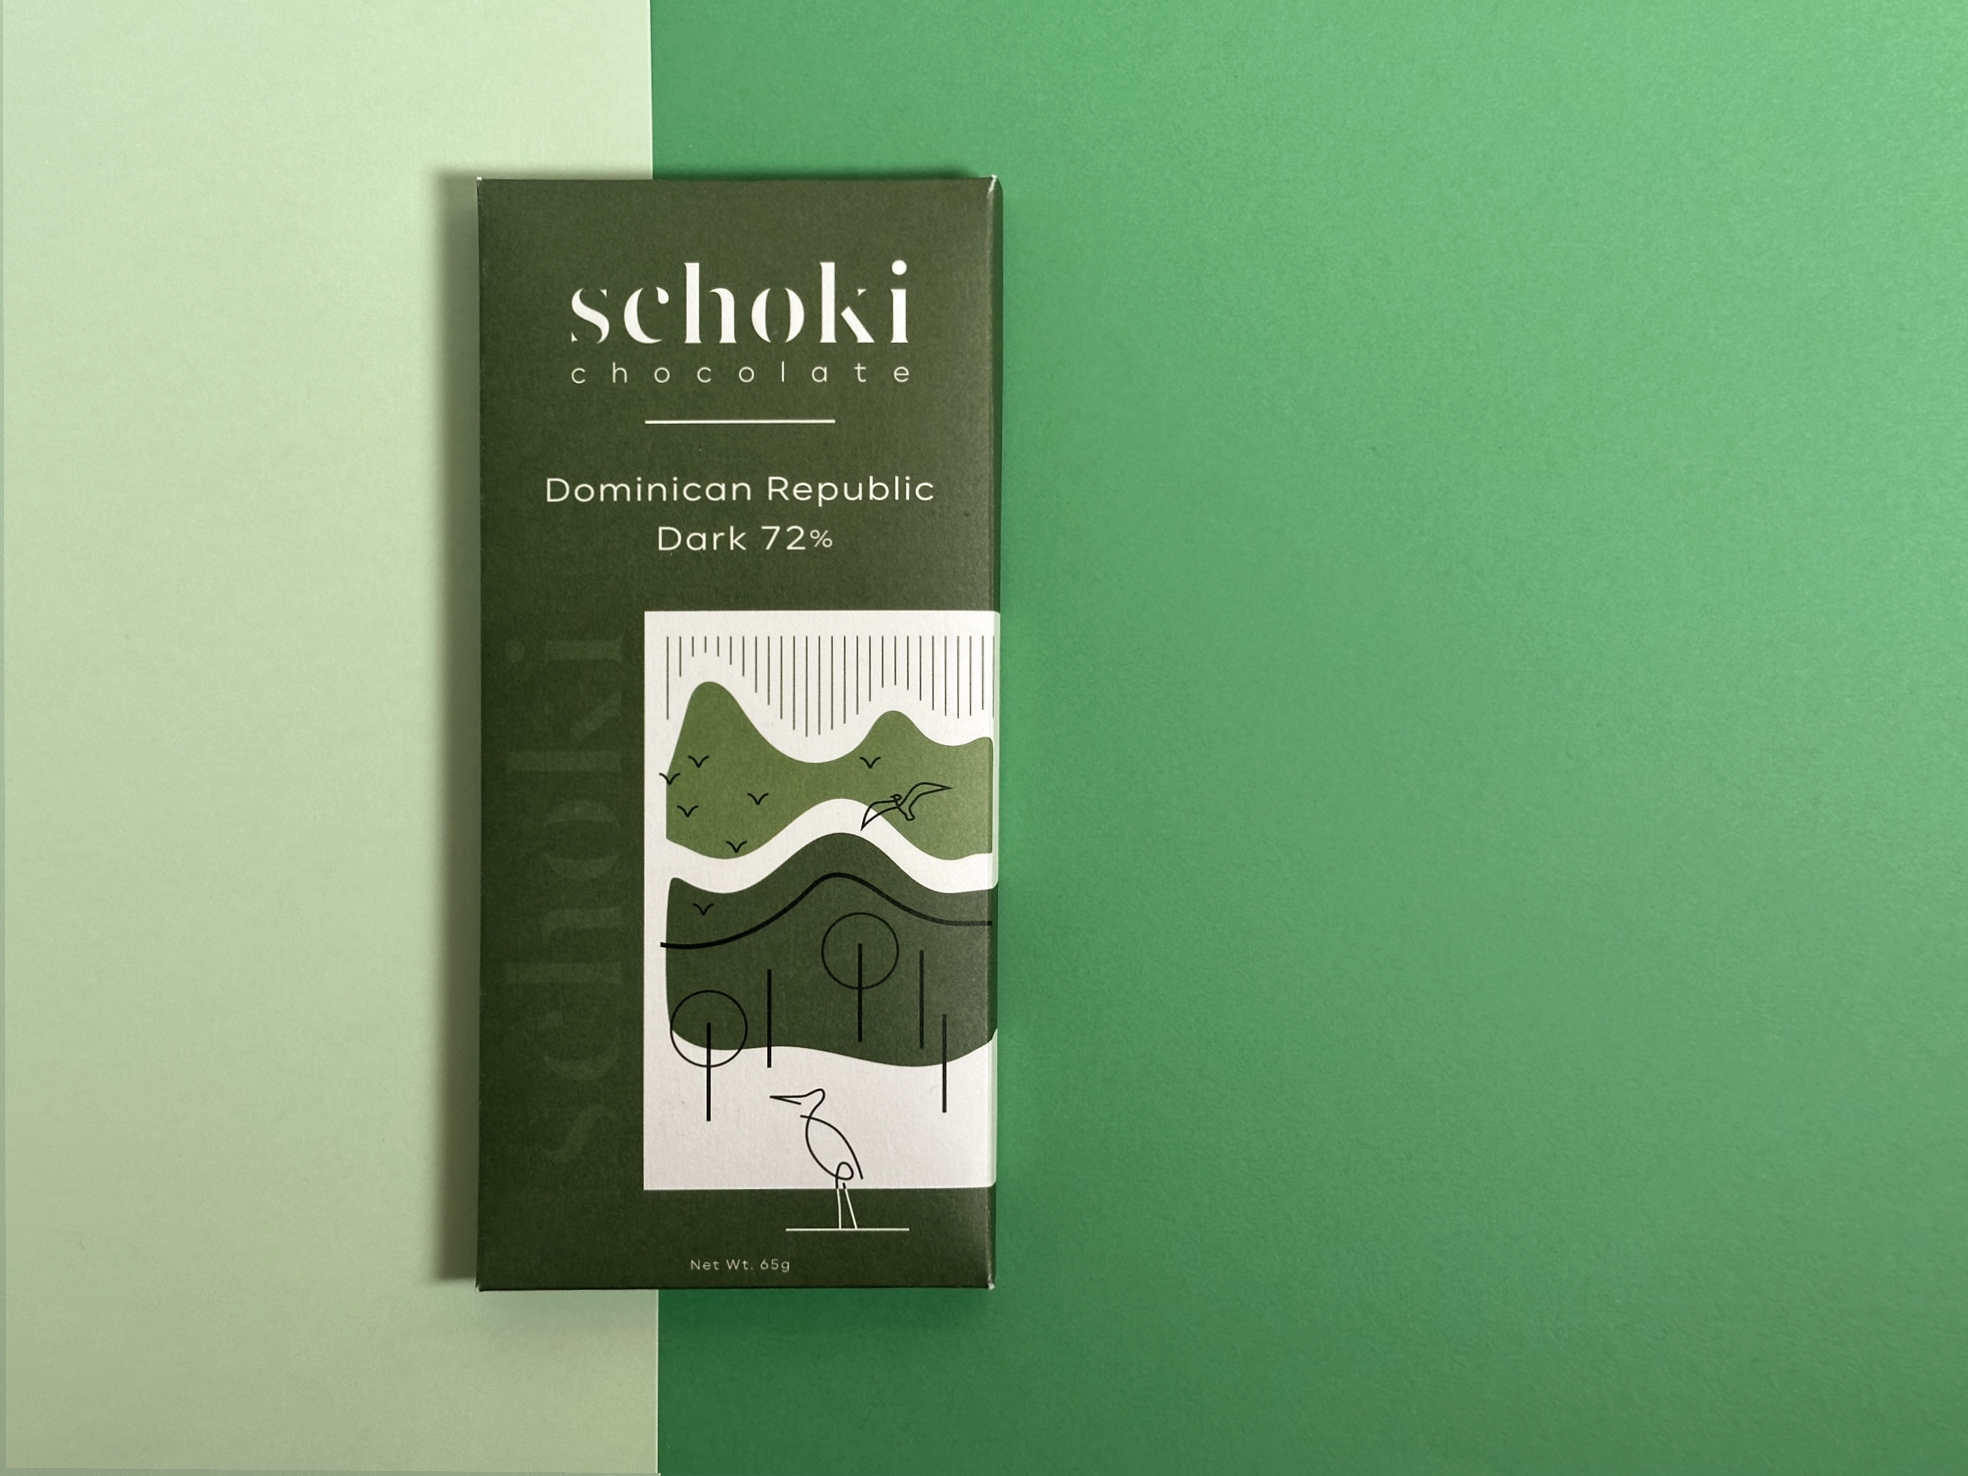 schoki
chocolate
Dominican Republic
Dark 72%
schoki
Net Wt. 65g